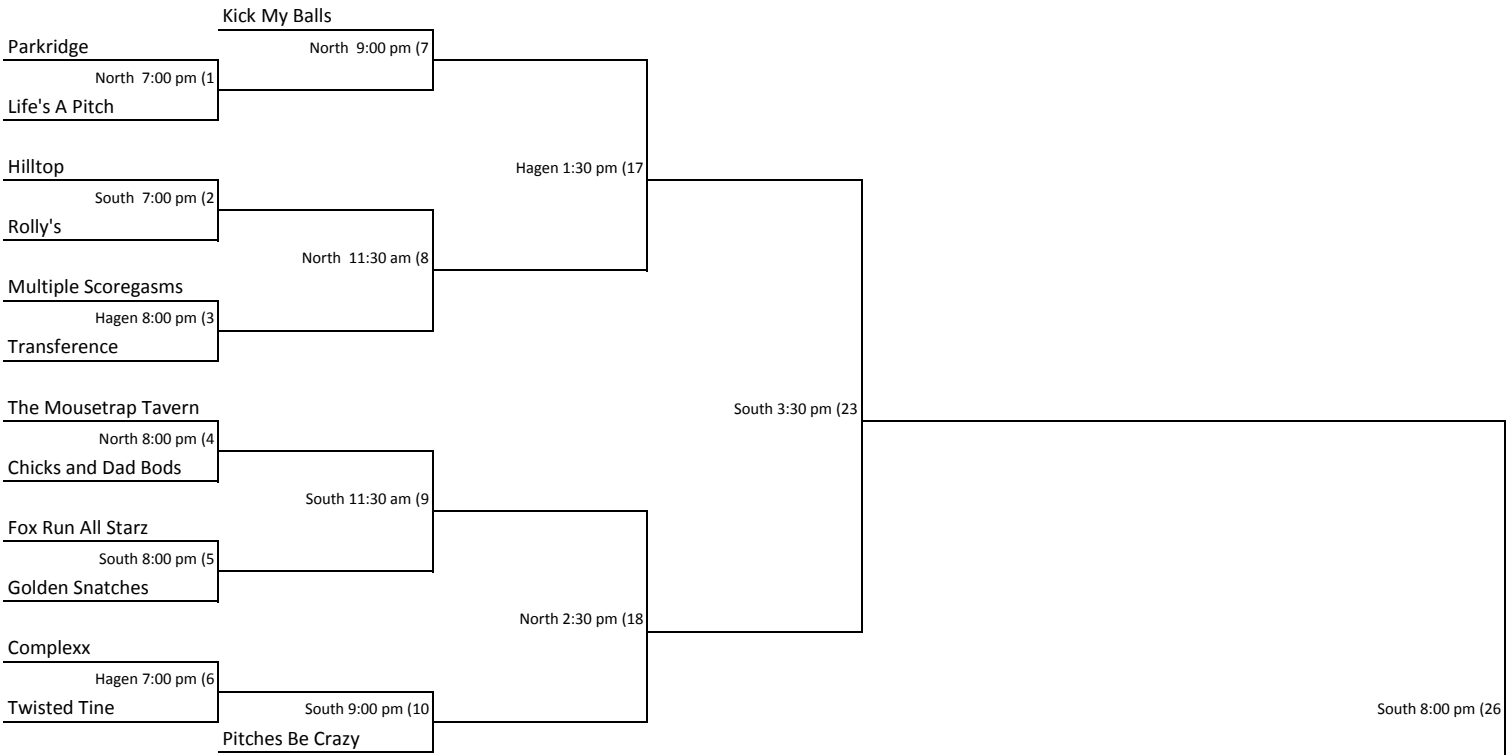 Kick My Balls
Parkridge
North 9:00 pm (7
North 7:00 pm (1
Life's A Pitch
Hilltop
Hagen 1:30 pm (17
South 7:00 pm (2
Rolly's
North 11:30 am (8
Multiple Scoregasms
Hagen 8:00 pm (3
Transference
The Mousetrap Tavern
South 3:30 pm (23
North 8:00 pm (4
Chicks and Dad Bods
South 11:30 am (9
Fox Run All Starz
South 8:00 pm (5
Golden Snatches
North 2:30 pm (18
Complexx
Hagen 7:00 pm (6
Twisted Tine
South 9:00 pm (10
South 8:00 pm (26
Pitches Be Crazy